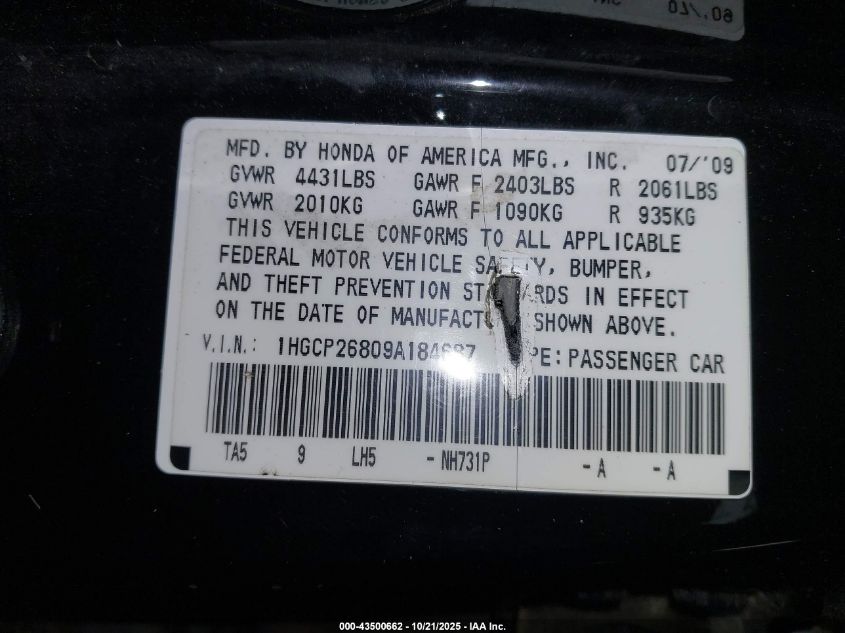 60./L0
MFD. BY HONDA OF AMERICA MFG., INC. 07/'09
GVWR 4431LBS GAWR F 2403LBS R 2061LBS
GVWR 2010KG GAWR F 1090KG R 935KG
THIS VEHICLE CONFORMS TO ALL APPLICABLE
FEDERAL MOTOR VEHICLE SAFETY, BUMPER,
AND THEFT PREVENTION ST ARDS IN EFFECT
ON THE DATE OF MANUFACT SHOWN ABOVE.
V.I.N.: PE: PASSENGER CAR
TA5 9 LH5 - NH731P - A - A
000-43500662 - 10/21/2025 - IAA Inc.